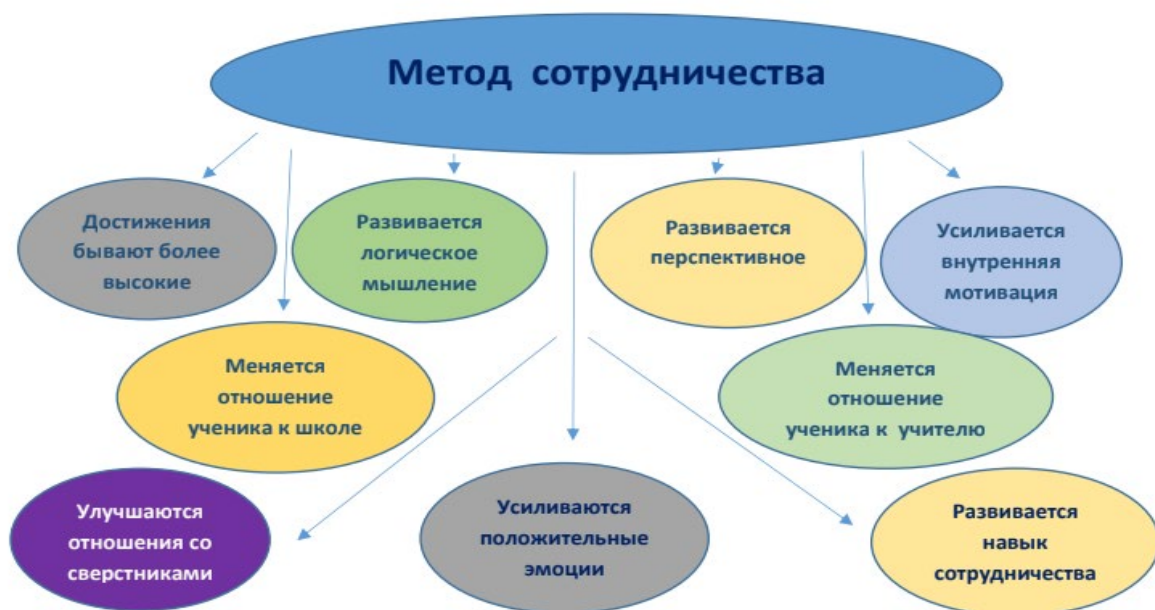 Метод сотрудничества
Достижения
бывают более
высокие
Развивается
логическое
мышление
Развивается
перспективное
Усиливается
внутренняя
мотивация
Меняется
отношение
ученика к школе
Меняется
отношение
ученика к учителю
Улучшаются
отношения со
сверстниками
Усиливаются
положительные
эмоции
Развивается
навык
сотрудничества